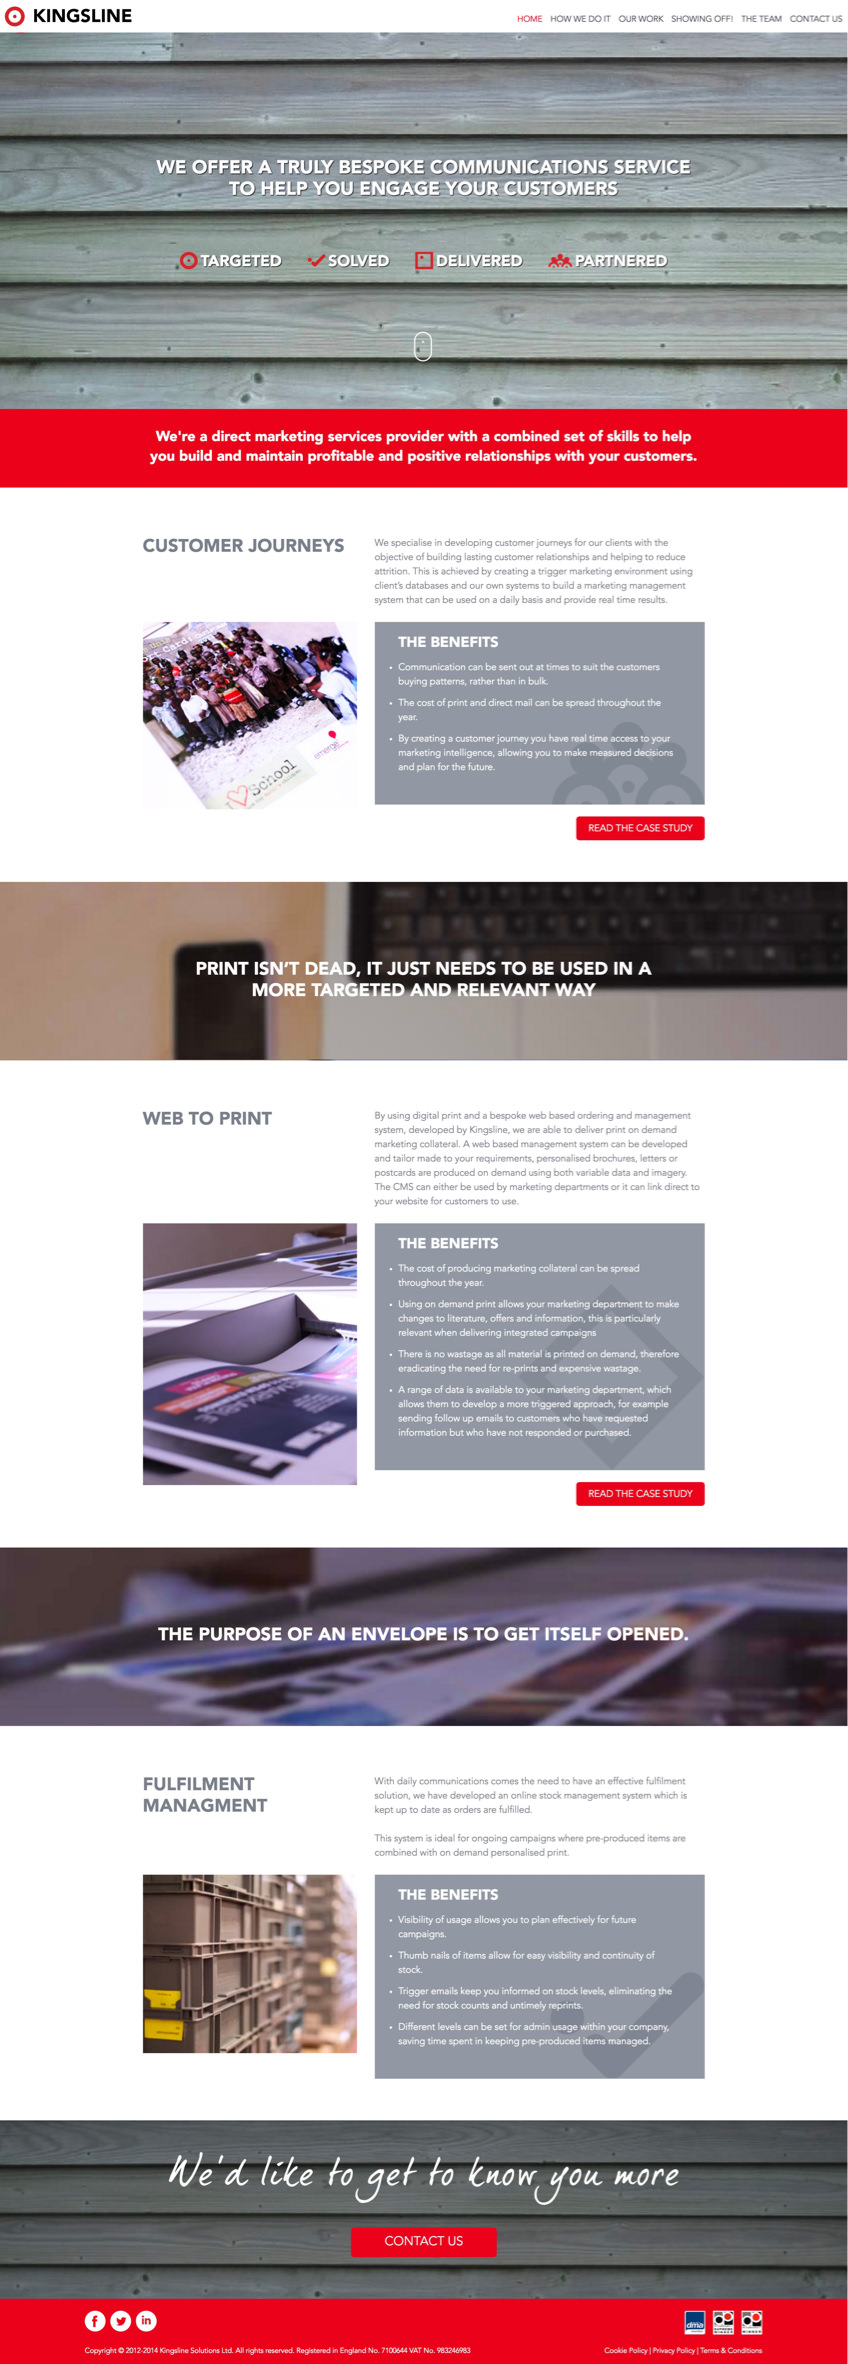 KINGSLINE
HOME HOW WE DO IT OUR WORK SHOWING OFF! THE TEAM CONTACT US
WE OFFER A TRULY BESPOKE COMMUNICATIONS SERVICE
TO HELP YOU ENGAGE YOUR CUSTOMERS
TARGETED SOLVED DELIVERED PARTNERED
We're a direct marketing services provider with a combined set of skills to help
you build and maintain profitable and positive relationships with your customers.
CUSTOMER JOURNEYS
We specialise in developing customer journeys for our clients with the
objective of building lasting customer relationships and helping to reduce
attrition. This is achieved by creating a trigger marketing environment using
client's databases and our own systems to build a marketing management
system that can be used on a daily basis and provide real time results.
School
emerge
THE BENEFITS
• Communication can be sent out at times to suit the customers
buying patterns, rather than in bulk.
• The cost of print and direct mail can be spread throughout the
year.
• By creating a customer journey you have real time access to your
marketing intelligence, allowing you to make measured decisions
and plan for the future.
READ THE CASE STUDY
PRINT ISN'T DEAD, IT JUST NEEDS TO BE USED IN A
MORE TARGETED AND RELEVANT WAY
WEB TO PRINT
By using digital print and a bespoke web based ordering and management
system, developed by Kingsline, we are able to deliver print on demand
marketing collateral. A web based management system can be developed
and tailor made to your requirements, personalised brochures, letters or
postcards are produced on demand using both variable data and imagery.
The CMS can either be used by marketing departments or it can link direct to
your website for customers to use.
THE BENEFITS
• The cost of producing marketing collateral can be spread
throughout the year.
• Using on demand print allows your marketing department to make
changes to literature, offers and information, this is particularly
relevant when delivering integrated campaigns
• There is no wastage as all material is printed on demand, therefore
eradicating the need for re-prints and expensive wastage.
• A range of data is available to your marketing department, which
allows them to develop a more triggered approach, for example
sending follow up emails to customers who have requested
information but who have not responded or purchased.
READ THE CASE STUDY
THE PURPOSE OF AN ENVELOPE IS TO GET ITSELF OPENED.
FULFILMENT
MANAGMENT
With daily communications comes the need to have an effective fulfilment
solution, we have developed an online stock management system which is
kept up to date as orders are fulfilled.
This system is ideal for ongoing campaigns where pre-produced items are
combined with on demand personalised print.
THE BENEFITS
• Visibility of usage allows you to plan effectively for future
campaigns.
• Thumb nails of items allow for easy visibility and continuity of
stock.
• Trigger emails keep you informed on stock levels, eliminating the
need for stock counts and untimely reprints.
• Different levels can be set for admin usage within your company,
saving time spent in keeping pre-produced items managed.
We'd like to get to know you more
CONTACT US
f in
dma
WINNER
Copyright © 2012-2014 Kingsline Solutions Ltd. All rights reserved. Registered in England No. 7100644 VAT No. 983246983
Cookie Policy | Privacy Policy | Terms & Conditions